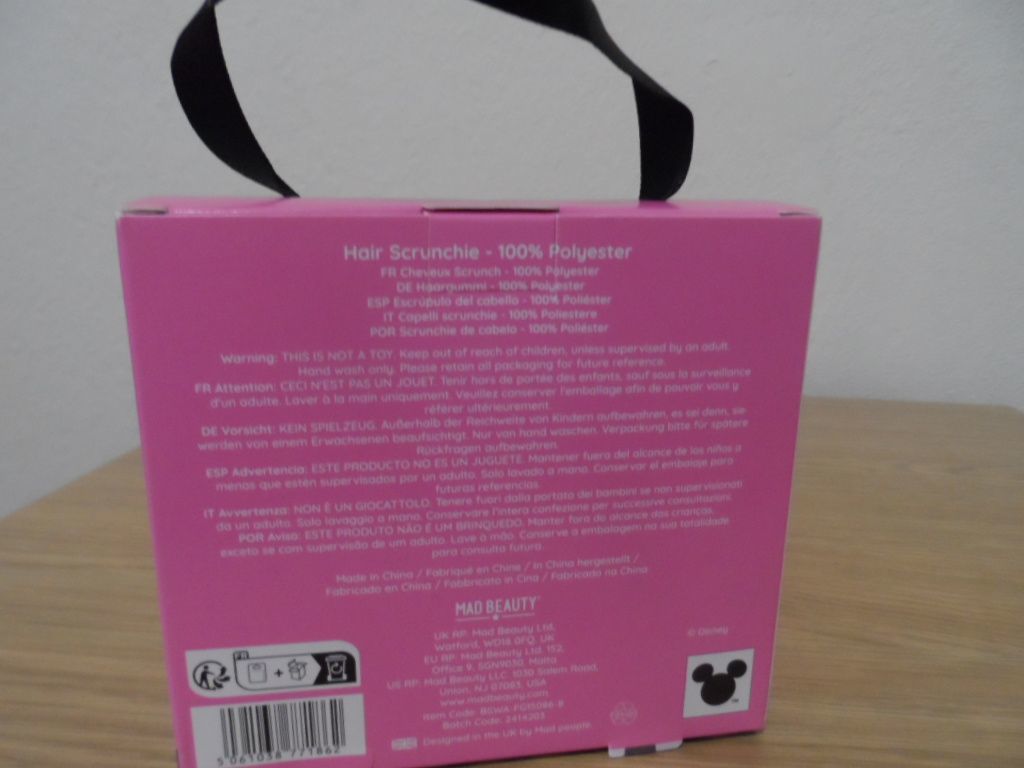 Hair Scrunchie - 100% Polyester
FR Cheveux Scrunch - 100% Polyester
DE Haargummi - 100% Polyester
ESP Escrúpulo del cabello - 100% Poliéster
IT Capelli scrunchie - 100% Poliestere
POR Scrunchie de cabelo - 100% Poliéster
Warning: THIS IS NOT A TOY. Keep out of reach of children, unless supervised by an adult.
Hand wash only. Please retain all packaging for future reference.
FR Attention: CECI N'EST PAS UN JOUET. Tenir hors de portée des enfants, sauf sous la surveillance
d'un adulte. Laver à la main uniquement. Veuillez conserver l'emballage afin de pouvoir vous y
référer ultérieurement.
DE Vorsicht: KEIN SPIELZEUG. Außerhalb der Reichweite von Kindern aufbewahren, es sei denn, sie
werden von einem Erwachsenen beaufsichtigt. Nur von hand waschen. Verpackung bitte für spätere
Rückfragen aufbewahren.
ESP Advertencia: ESTE PRODUCTO NO ES UN JUGUETE. Mantener fuera del alcance de los niños a
menos que estén supervisados por un adulto. Solo lavado a mano. Conservar el embalaje para
futuras referencias.
IT Avvertenza: NON È UN GIOCATTOLO. Tenere fuori dalla portata dei bambini se non supervisionati
da un adulto. Solo lavaggio a mano. Conservare l'intera confezione per successive consultazioni.
POR Aviso: ESTE PRODUTO NÃO É UM BRINQUEDO. Manter fora do alcance das crianças,
exceto se com supervisão de um adulto. Lave a mão. Conserve a embalagem na sua totalidade
para consulta futura.
Made in China / Fabriqué en Chine / In China hergestellt /
Fabricado en China / Fabbricato in Cina / Fabricado na China
MAD BEAUTY
UK RP: Mad Beauty Ltd,
Watford, WD18 0FQ, UK
EU RP: Mad Beauty Ltd. 152,
Office 9, SGN9030, Malta
US RP: Mad Beauty LLC. 1030 Salem Road,
Union, NJ 07083, USA
www.madbeauty.com
Item Code: BSWA-FG15086-B
Batch Code: 2414203
Designed in the UK by Mad people.
© Disney
TM
FR
5 061038 771862